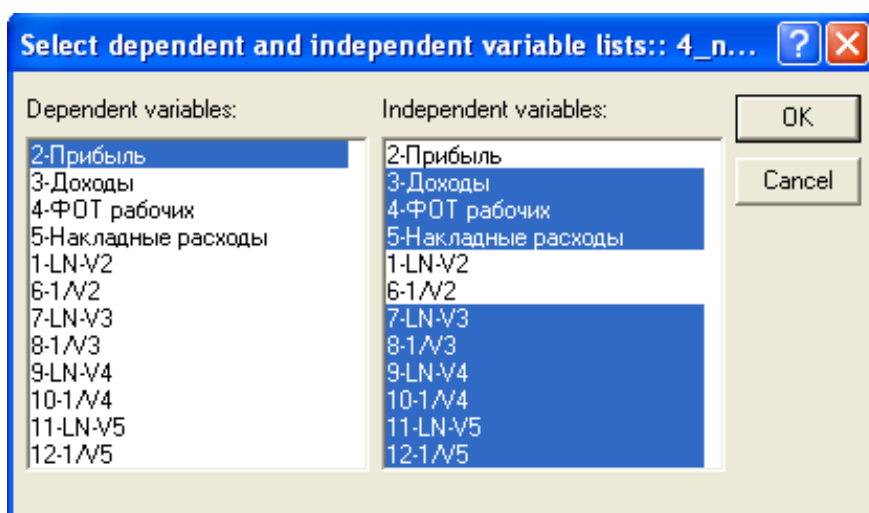 Select dependent and independent variable lists:: 4_n...
Dependent variables:
2-Прибыль
3-Доходы
4-ФОТ рабочих
5-Накладные расходы
1-LN-V2
6-1/V2
7-LN-V3
8-1/V3
9-LN-V4
10-1/V4
11-LN-V5
12-1/V5
Independent variables:
2-Прибыль
3-Доходы
4-ФОТ рабочих
5-Накладные расходы
1-LN-V2
6-1/V2
7-LN-V3
8-1/V3
9-LN-V4
10-1/V4
11-LN-V5
12-1/V5
OK
Cancel